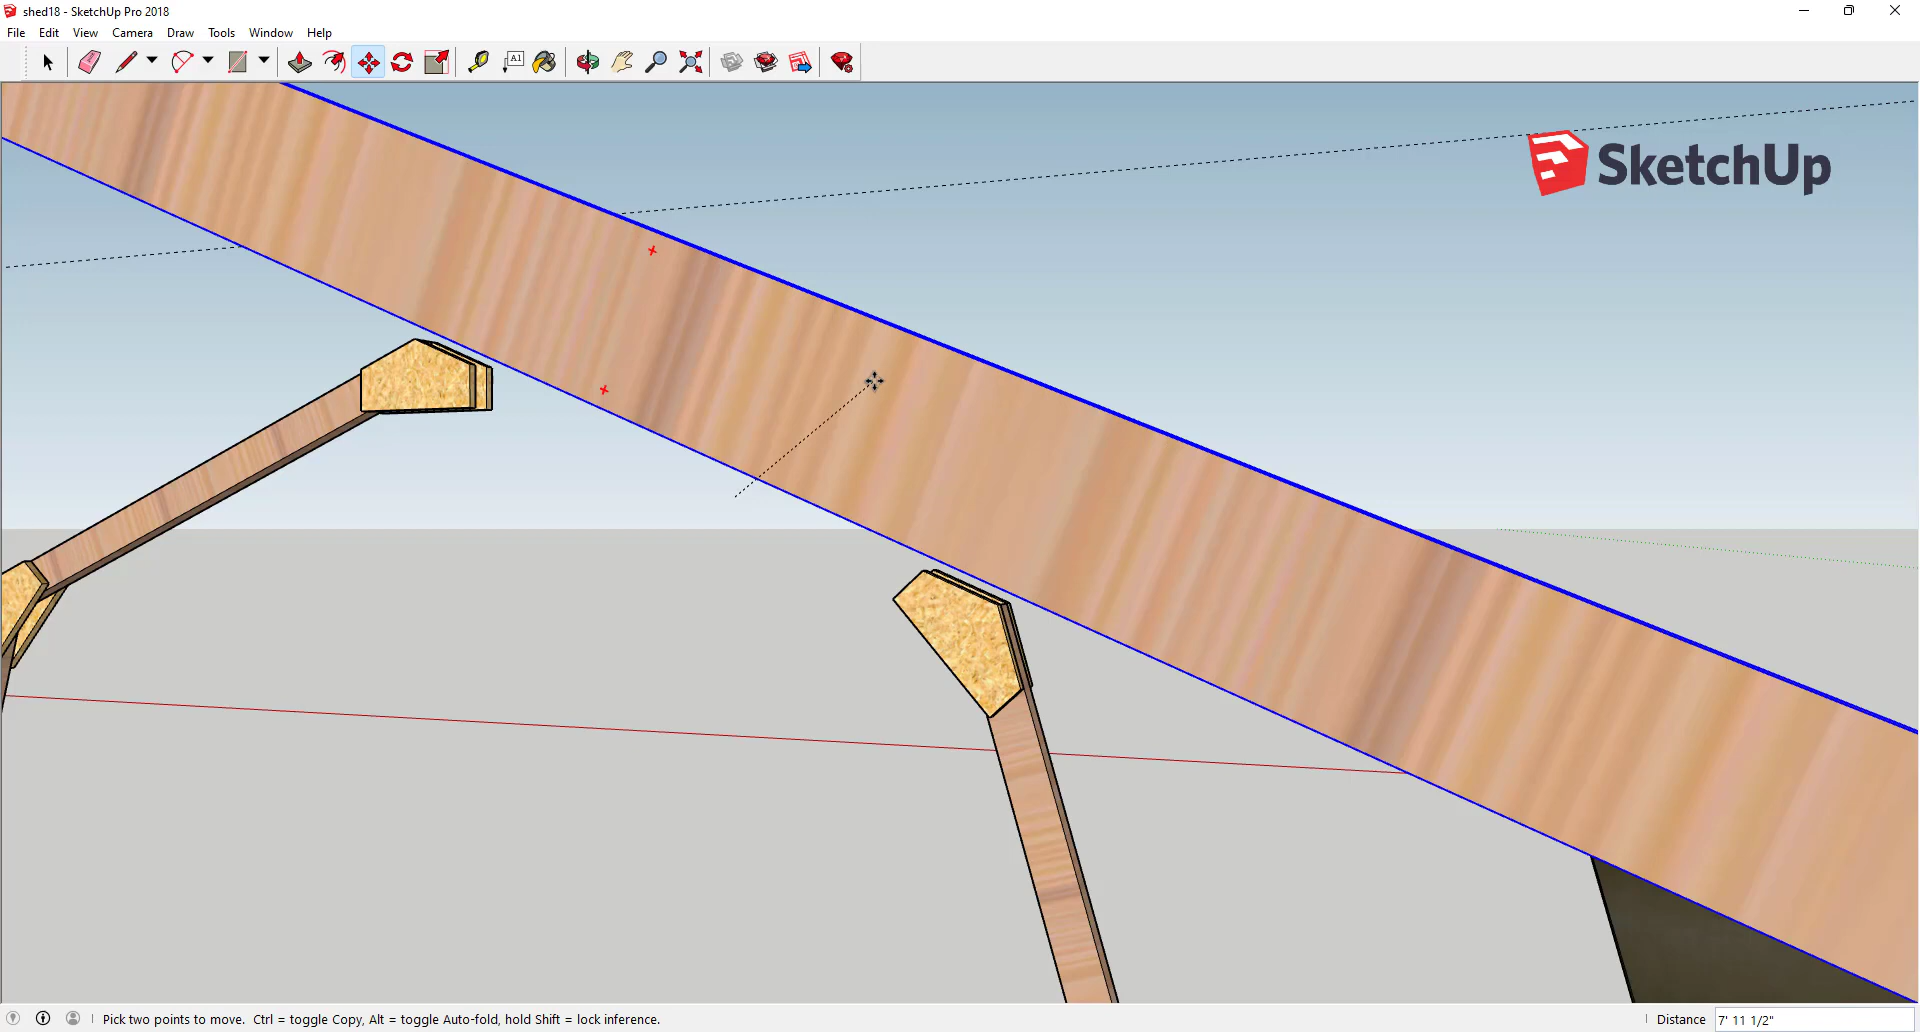 shed18 - SketchUp Pro 2018
File Edit View Camera Draw Tools Window Help
A1
SketchUp
Pick two points to move. Ctrl = toggle Copy, Alt = toggle Auto-fold, hold Shift = lock inference.
Distance 7' 11 1/2"